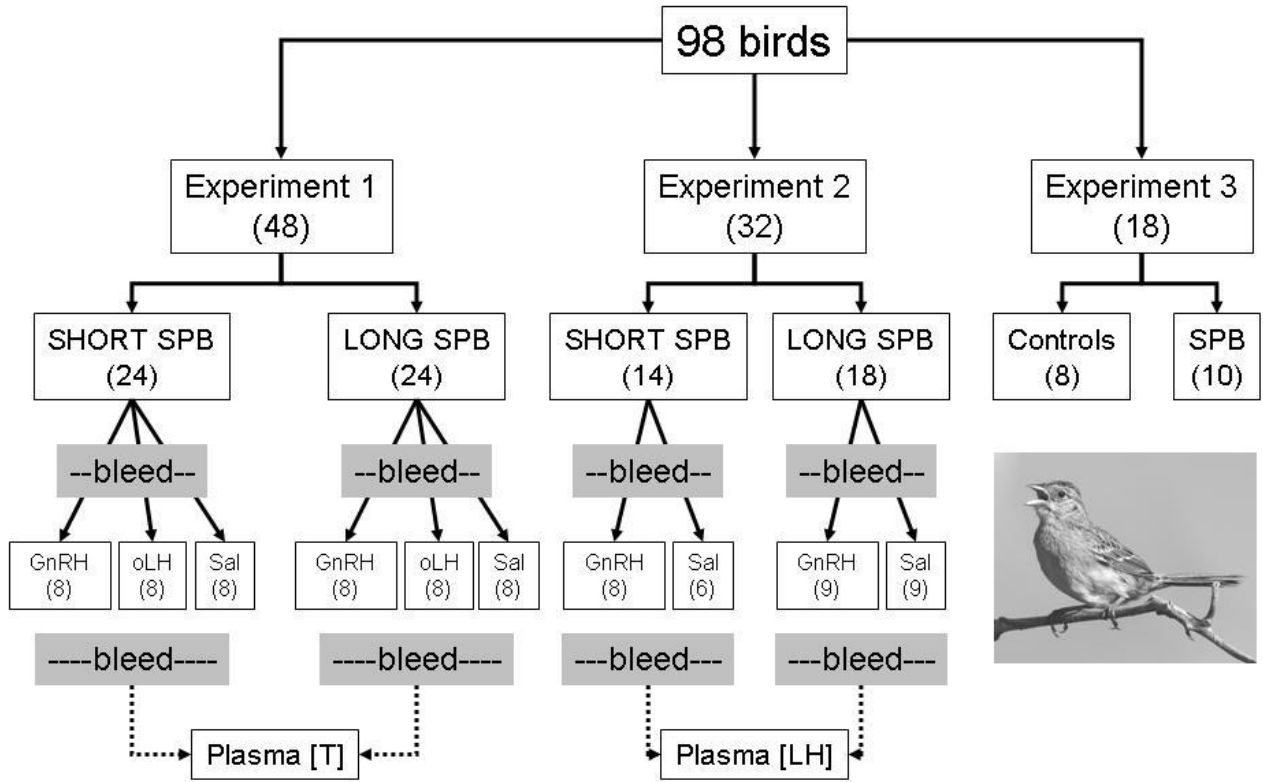 98 birds
Experiment 1
(48)
Experiment 2
(32)
Experiment 3
(18)
SHORT SPB
(24)
LONG SPB
(24)
SHORT SPB
(14)
LONG SPB
(18)
Controls
(8)
SPB
(10)
--bleed--
--bleed--
--bleed--
--bleed--
GnRH
(8)
oLH
(8)
Sal
(8)
GnRH
(8)
oLH
(8)
Sal
(8)
GnRH
(8)
Sal
(6)
GnRH
(9)
Sal
(9)
----bleed----
----bleed----
---bleed---
---bleed---
Plasma [T]
Plasma [LH]